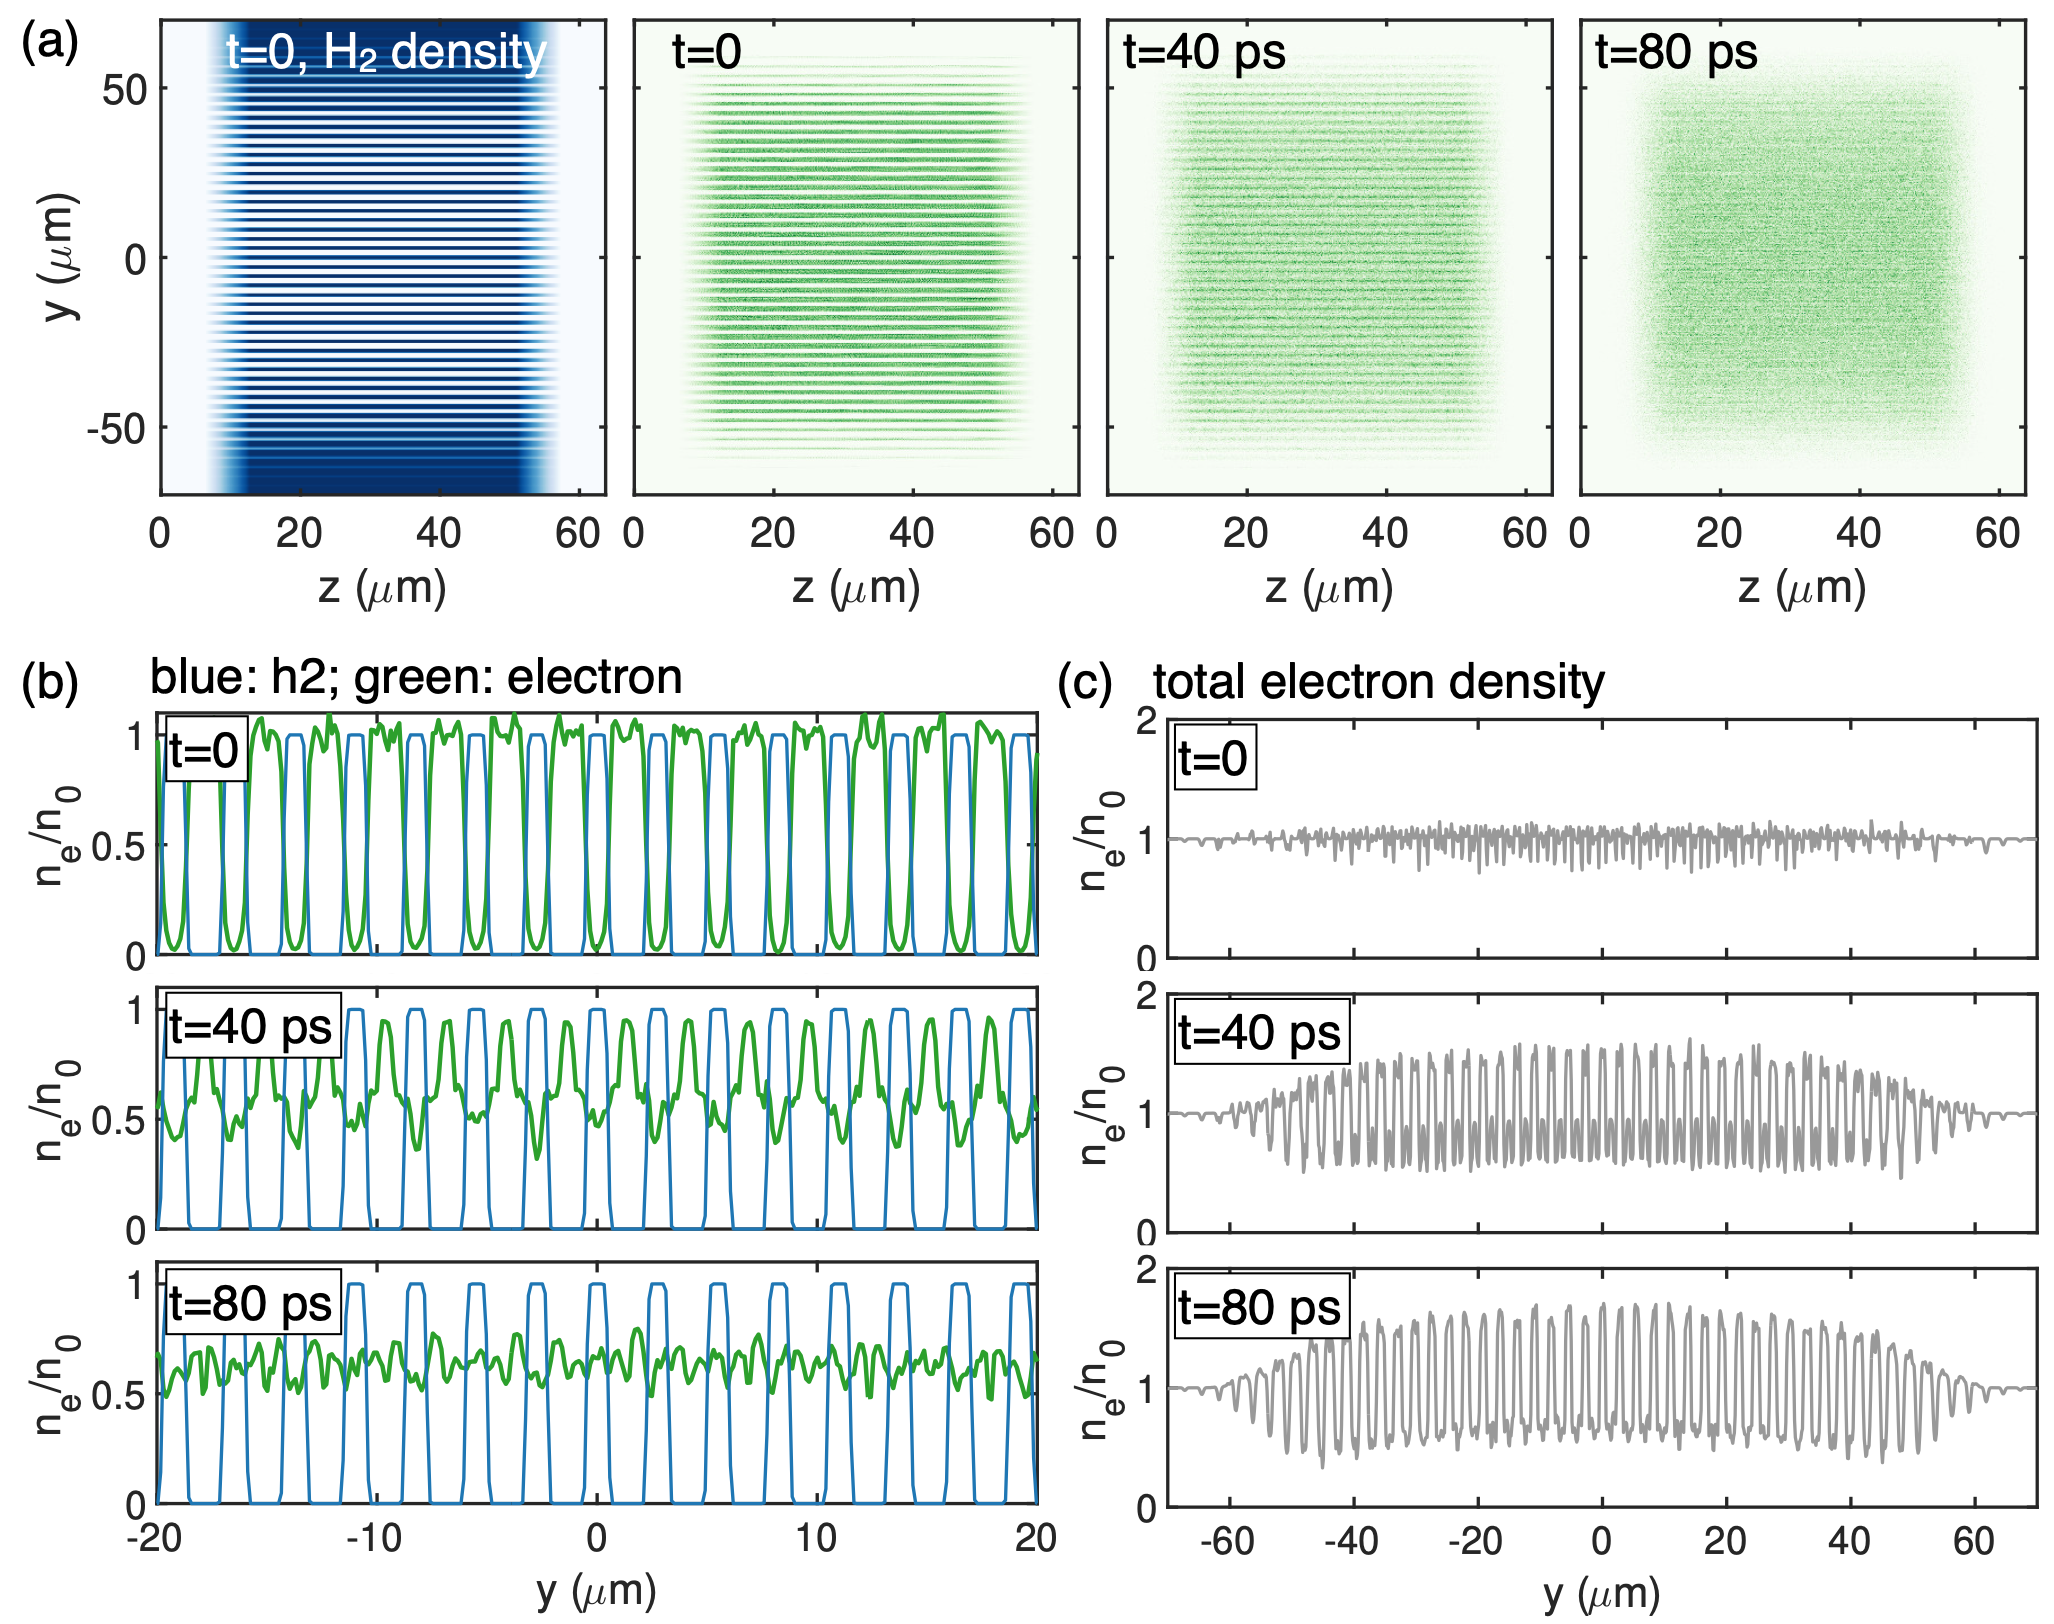 (a)
t=0, H₂ density
t=0
t=40 ps
t=80 ps
y (μm)
50
0
-50
0 20 40 60
0 20 40 60
0 20 40 60
0 20 40 60
z (μm)
z (μm)
z (μm)
z (μm)
(b) blue: h2; green: electron
t=0
nₑ/n₀
1
0.5
0
t=40 ps
nₑ/n₀
1
0.5
0
t=80 ps
nₑ/n₀
1
0.5
0
-20 -10 0 10 20
y (μm)
(c) total electron density
t=0
nₑ/n₀
2
1
0
t=40 ps
nₑ/n₀
2
1
0
t=80 ps
nₑ/n₀
2
1
0
-60 -40 -20 0 20 40 60
y (μm)